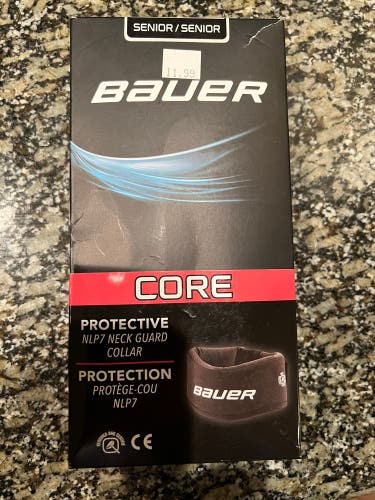 SENIOR / SENIOR
11.99
BAUER
CORE
PROTECTIVE
NLP7 NECK GUARD
COLLAR
PROTECTION
PROTÈGE-COU
NLP7
BAUER
CE